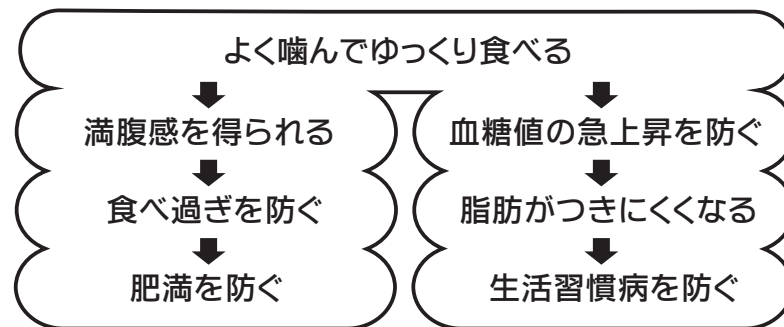 よく噛んでゆっくり食べる
満腹感を得られる
食べ過ぎを防ぐ
肥満を防ぐ
血糖値の急上昇を防ぐ
脂肪がつきにくくなる
生活習慣病を防ぐ